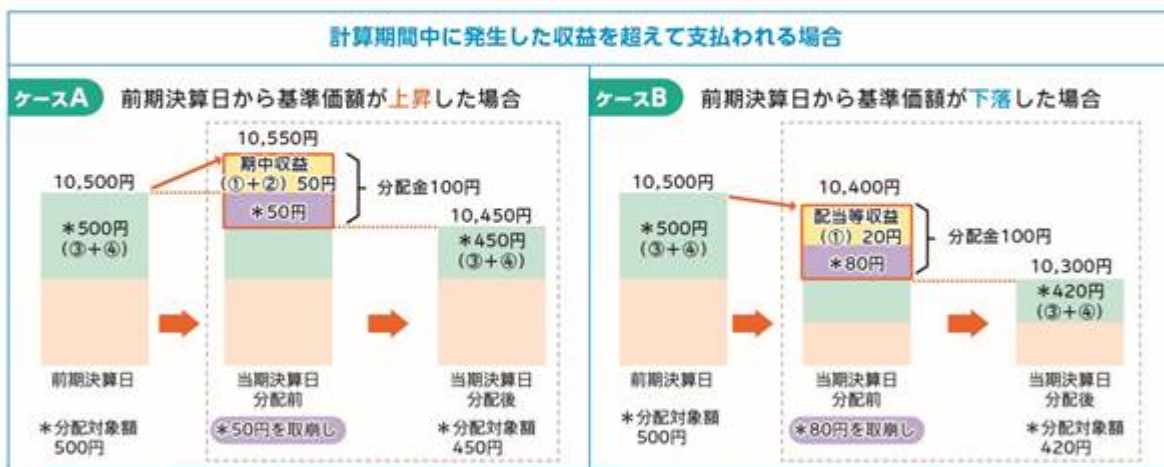 計算期間中に発生した収益を超えて支払われる場合
ケースA 前期決算日から基準価額が上昇した場合
10,550円
10,500円
期中収益
(①+②) 50円
分配金100円
*500円
(③+④)
*50円
10,450円
*450円
(③+④)
前期決算日
当期決算日
分配前
当期決算日
分配後
*分配対象額
500円
*50円を取崩し
*分配対象額
450円
ケースB 前期決算日から基準価額が下落した場合
10,500円
10,400円
*500円
(③+④)
配当等収益
(①) 20円
分配金100円
*80円
10,300円
*420円
(③+④)
前期決算日
当期決算日
分配前
当期決算日
分配後
*分配対象額
500円
*80円を取崩し
*分配対象額
420円